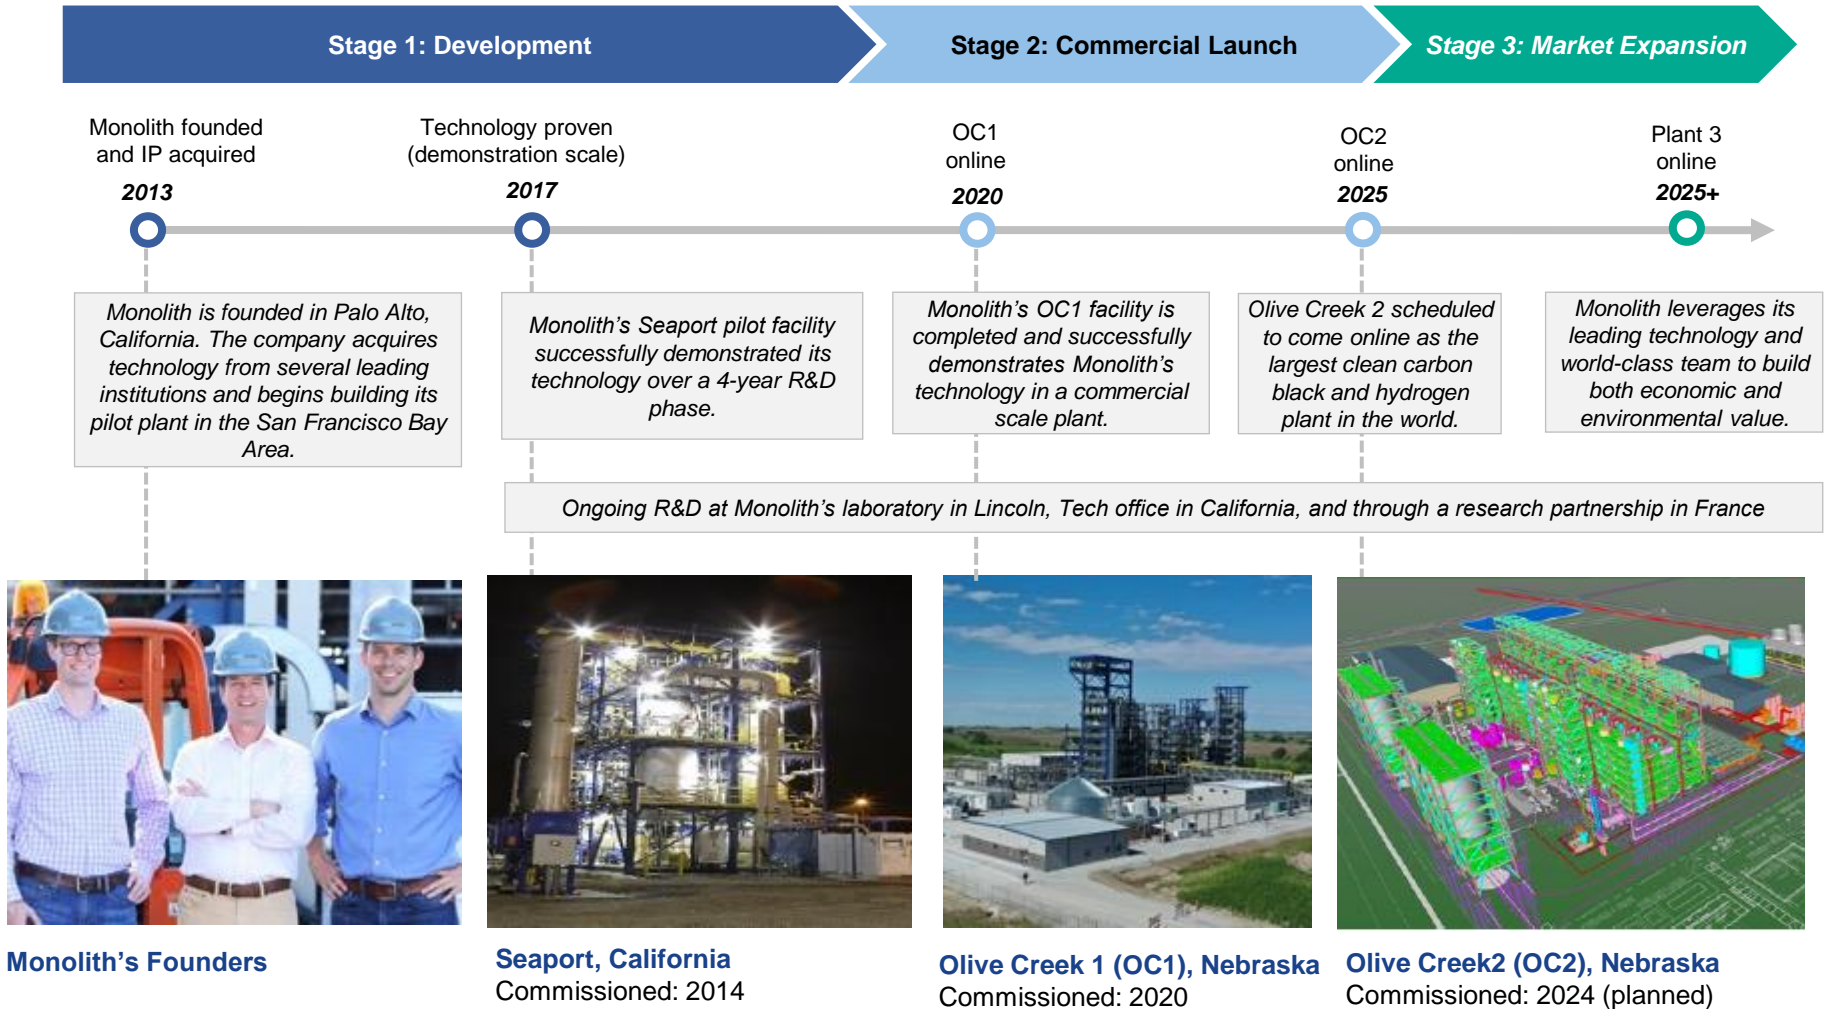 Stage 1: Development
Stage 2: Commercial Launch
Stage 3: Market Expansion
Monolith founded
and IP acquired
2013
Technology proven
(demonstration scale)
2017
OC1
online
2020
OC2
online
2025
Plant 3
online
2025+
Monolith is founded in Palo Alto,
California. The company acquires
technology from several leading
institutions and begins building its
pilot plant in the San Francisco Bay
Area.
Monolith's Seaport pilot facility
successfully demonstrated its
technology over a 4-year R&D
phase.
Monolith's OC1 facility is
completed and successfully
demonstrates Monolith's
technology in a commercial
scale plant.
Olive Creek 2 scheduled
to come online as the
largest clean carbon
black and hydrogen
plant in the world.
Monolith leverages its
leading technology and
world-class team to build
both economic and
environmental value.
Ongoing R&D at Monolith's laboratory in Lincoln, Tech office in California, and through a research partnership in France
Monolith's Founders
Seaport, California
Commissioned: 2014
Olive Creek 1 (OC1), Nebraska
Commissioned: 2020
Olive Creek2 (OC2), Nebraska
Commissioned: 2024 (planned)